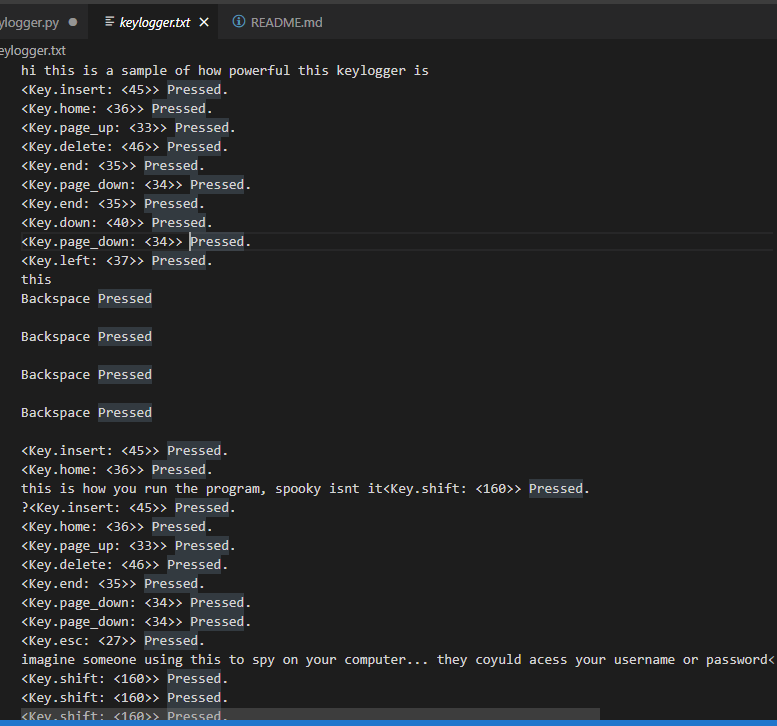 ylogger.py ● keylogger.txt × README.md
eylogger.txt
hi this is a sample of how powerful this keylogger is
<Key.insert: <45>> Pressed.
<Key.home: <36>> Pressed.
<Key.page_up: <33>> Pressed.
<Key.delete: <46>> Pressed.
<Key.end: <35>> Pressed.
<Key.page_down: <34>> Pressed.
<Key.end: <35>> Pressed.
<Key.down: <40>> Pressed.
<Key.page_down: <34>> Pressed.
<Key.left: <37>> Pressed.
this
Backspace Pressed
Backspace Pressed
Backspace Pressed
Backspace Pressed
<Key.insert: <45>> Pressed.
<Key.home: <36>> Pressed.
this is how you run the program, spooky isnt it<Key.shift: <160>> Pressed.
?<Key.insert: <45>> Pressed.
<Key.home: <36>> Pressed.
<Key.page_up: <33>> Pressed.
<Key.delete: <46>> Pressed.
<Key.end: <35>> Pressed.
<Key.page_down: <34>> Pressed.
<Key.page_down: <34>> Pressed.
<Key.esc: <27>> Pressed.
imagine someone using this to spy on your computer... they coyuld acess your username or password<
<Key.shift: <160>> Pressed.
<Key.shift: <160>> Pressed.
<Key.shift: <160>> Pressed.